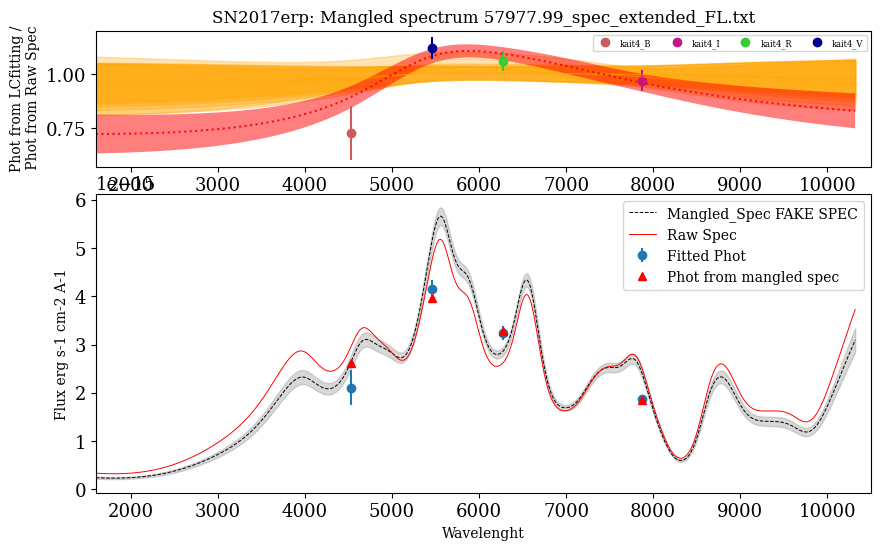 SN2017erp: Mangled spectrum 57977.99_spec_extended_FL.txt
Phot from LCfitting /
Phot from Raw Spec
kait4_B kait4_I kait4_R kait4_V
1.00
0.75
2000 3000 4000 5000 6000 7000 8000 9000 10000
Mangled_Spec FAKE SPEC
Raw Spec
Fitted Phot
Phot from mangled spec
Flux erg s-1 cm-2 A-1
6
5
4
3
2
1
0
2000 3000 4000 5000 6000 7000 8000 9000 10000
Wavelenght